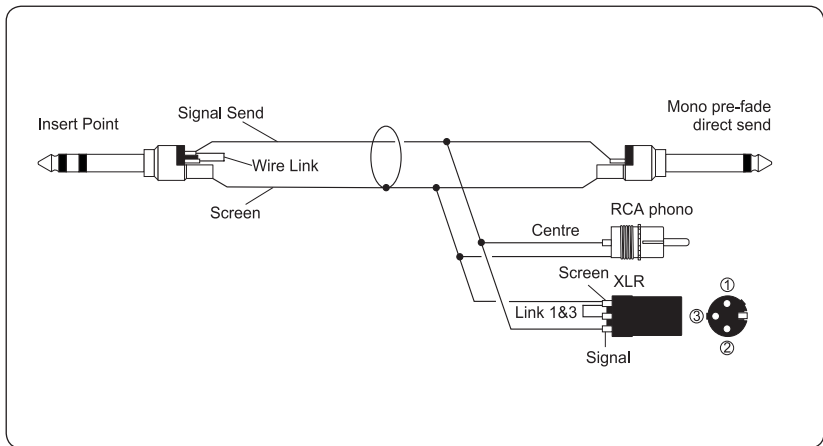 Signal Send
Insert Point
Wire Link
Screen
Mono pre-fade
direct send
RCA phono
Centre
Screen
XLR
Link 1&3
Signal
①
③
②